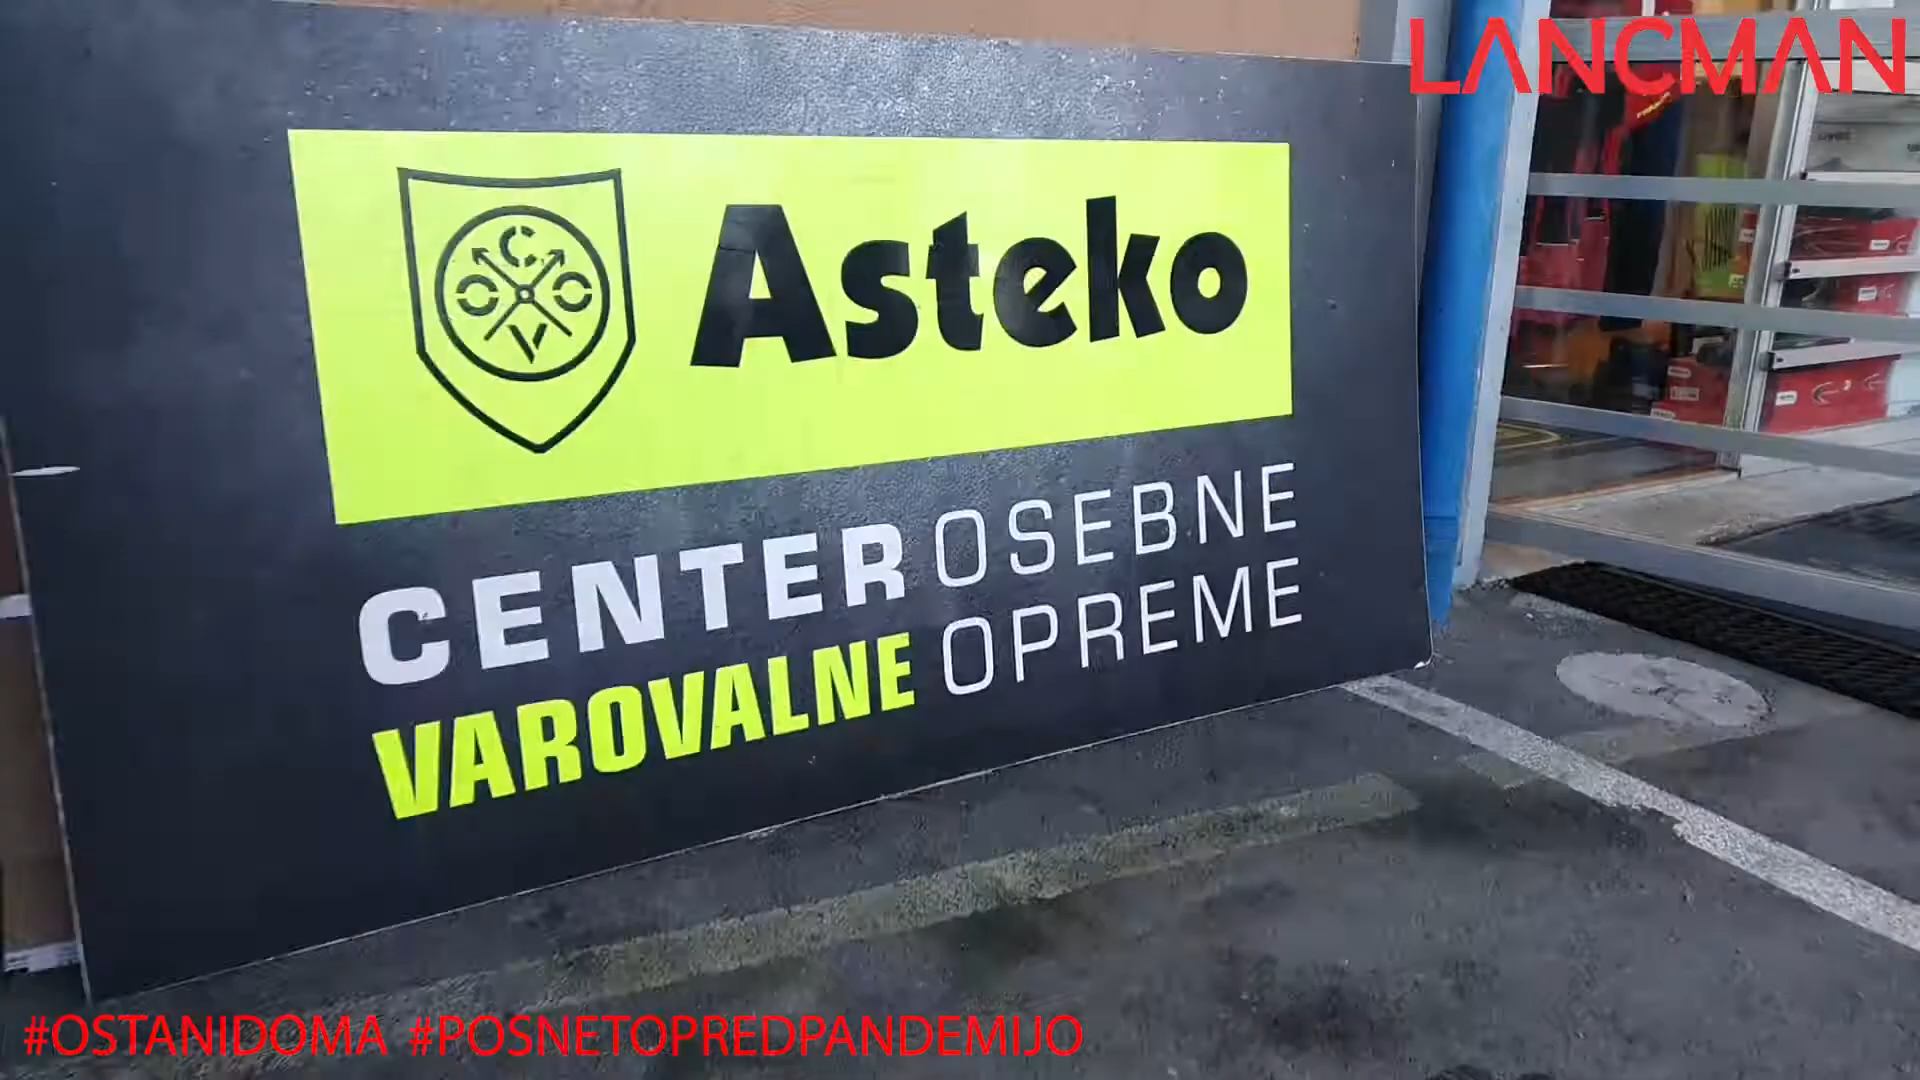 LANCMAN
Asteko
C
O O
V
CENTER OSEBNE
VAROVALNE OPREME
#OSTANIDOMA #POSNETOPREDPANDEMIJO